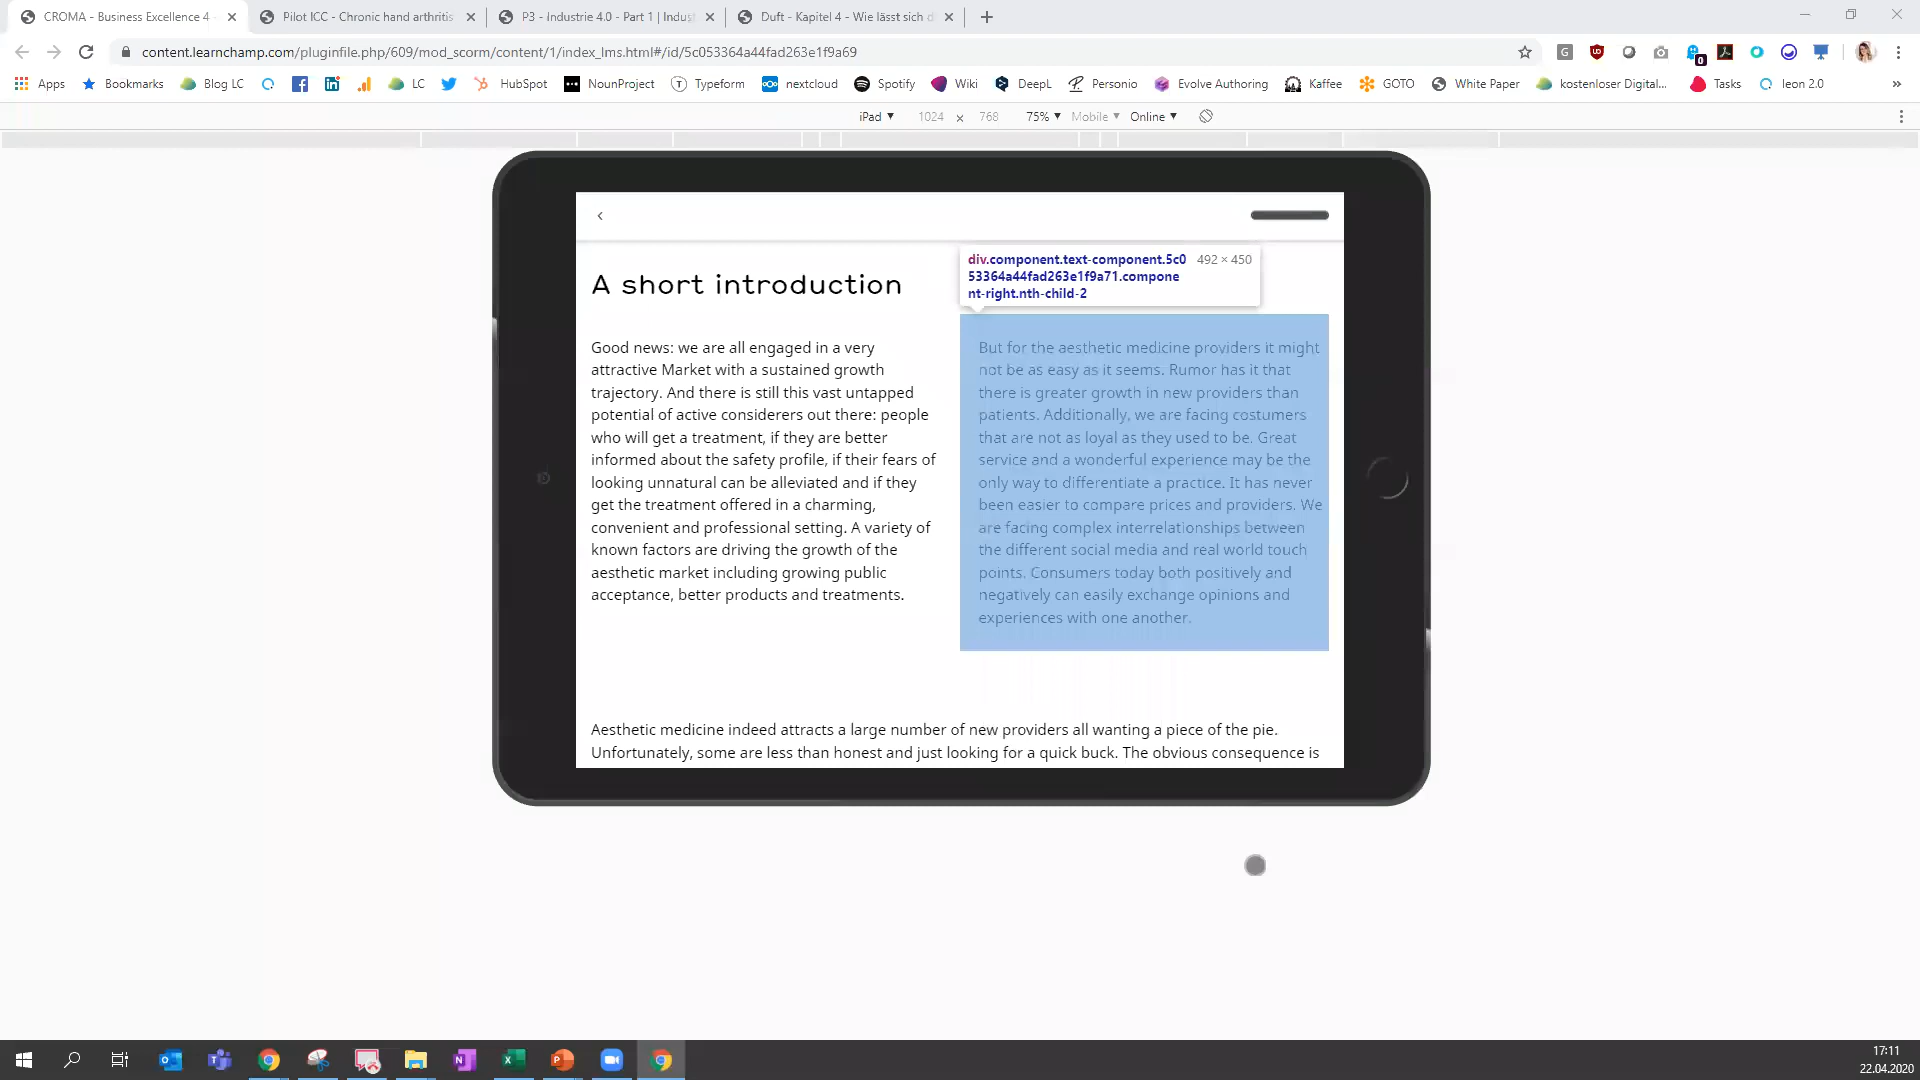 CROMA - Business Excellence 4 -
Pilot ICC - Chronic hand arthritis
P3 - Industrie 4.0 - Part 1 | Indus
Duft - Kapitel 4 - Wie lässt sich d
content.learnchamp.com/pluginfile.php/609/mod_scorm/content/1/index_lms.html#/id/5c053364a44fad263e1f9a69
Apps Bookmarks Blog LC LC HubSpot NounProject Typeform nextcloud Spotify Wiki DeepL Personio Evolve Authoring Kaffee GOTO White Paper kostenloser Digital... Tasks leon 2.0 »
iPad 1024 x 768 75% Mobile Online
div.component.text-component.5c0 492 × 450
53364a44fad263e1f9a71.compone
nt-right.nth-child-2
A short introduction
Good news: we are all engaged in a very
attractive Market with a sustained growth
trajectory. And there is still this vast untapped
potential of active considerers out there: people
who will get a treatment, if they are better
informed about the safety profile, if their fears of
looking unnatural can be alleviated and if they
get the treatment offered in a charming,
convenient and professional setting. A variety of
known factors are driving the growth of the
aesthetic market including growing public
acceptance, better products and treatments.
But for the aesthetic medicine providers it might
not be as easy as it seems. Rumor has it that
there is greater growth in new providers than
patients. Additionally, we are facing costumers
that are not as loyal as they used to be. Great
service and a wonderful experience may be the
only way to differentiate a practice. It has never
been easier to compare prices and providers. We
are facing complex interrelationships between
the different social media and real world touch
points. Consumers today both positively and
negatively can easily exchange opinions and
experiences with one another.
Aesthetic medicine indeed attracts a large number of new providers all wanting a piece of the pie.
Unfortunately, some are less than honest and just looking for a quick buck. The obvious consequence is
17:11
22.04.2020